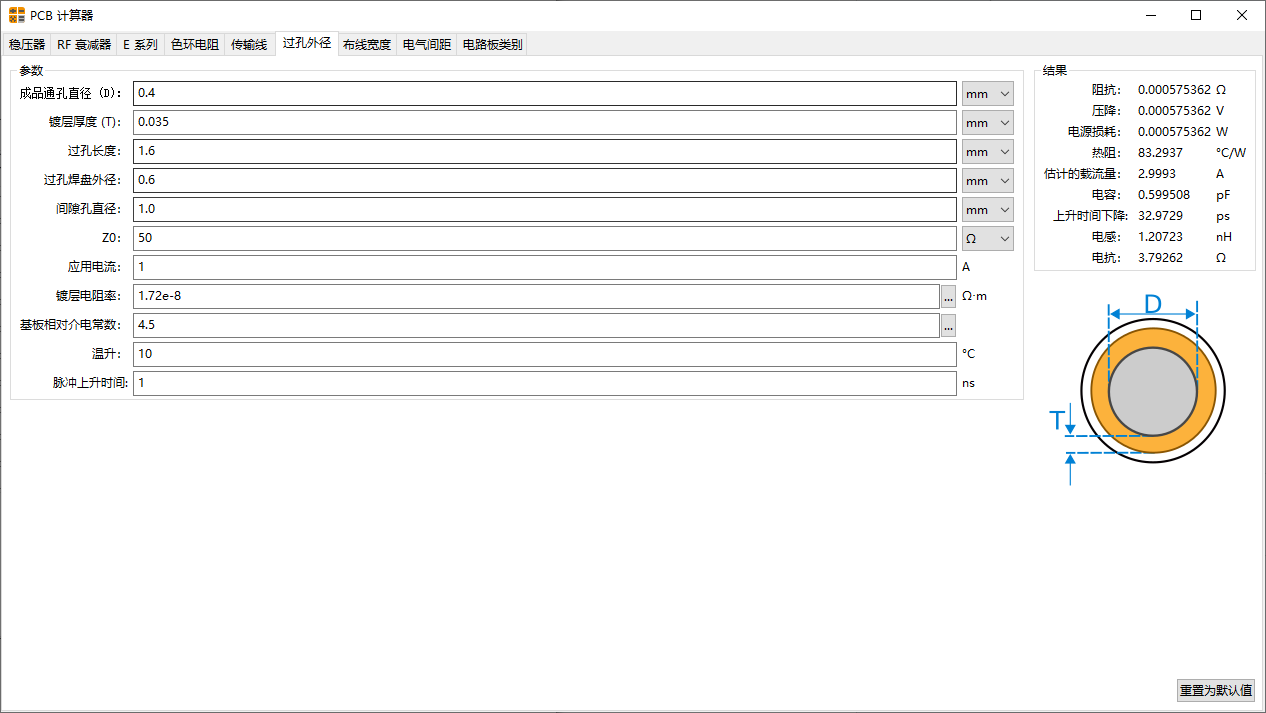 PCB 计算器
稳压器 RF 衰减器 E 系列 色环电阻 传输线 过孔外径 布线宽度 电气间距 电路板类别
参数
成品通孔直径 (D): 0.4 mm
镀层厚度 (T): 0.035 mm
过孔长度: 1.6 mm
过孔焊盘外径: 0.6 mm
间隙孔直径: 1.0 mm
Z0: 50 Ω
应用电流: 1 A
镀层电阻率: 1.72e-8 ... Ω·m
基板相对介电常数: 4.5 ...
温升: 10 °C
脉冲上升时间: 1 ns
结果
阻抗: 0.000575362 Ω
压降: 0.000575362 V
电源损耗: 0.000575362 W
热阻: 83.2937 °C/W
估计的载流量: 2.9993 A
电容: 0.599508 pF
上升时间下降: 32.9729 ps
电感: 1.20723 nH
电抗: 3.79262 Ω
D
T
重置为默认值